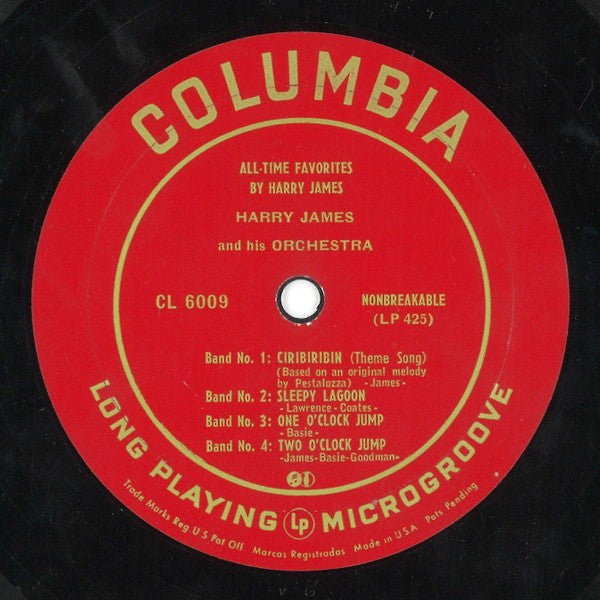 COLUMBIA
ALL-TIME FAVORITES
BY HARRY JAMES
HARRY JAMES
and his ORCHESTRA
CL 6009
NONBREAKABLE
(LP 425)
Band No. 1: CIRIBIRIBIN (Theme Song)
(Based on an original melody
by Pestalozza) -James-
Band No. 2: SLEEPY LAGOON
-Lawrence-Coates-
Band No. 3: ONE O'CLOCK JUMP
-Basie-
Band No. 4: TWO O'CLOCK JUMP
-James-Basie-Goodman-
LONG PLAYING LP MICROGROOVE
Trade Marks Reg U S Pat Off Marcas Registradas Made in U.S.A Pats Pending